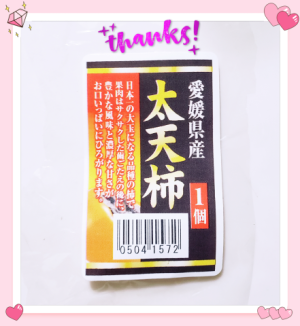 thanks!
愛媛県産
太天柿
1個
日本一の大玉になる品種の柿で、
果肉はサクサクした歯ごたえの後に
豊かな風味と濃厚な甘さが、
お口いっぱいにひろがります。
0504 1572